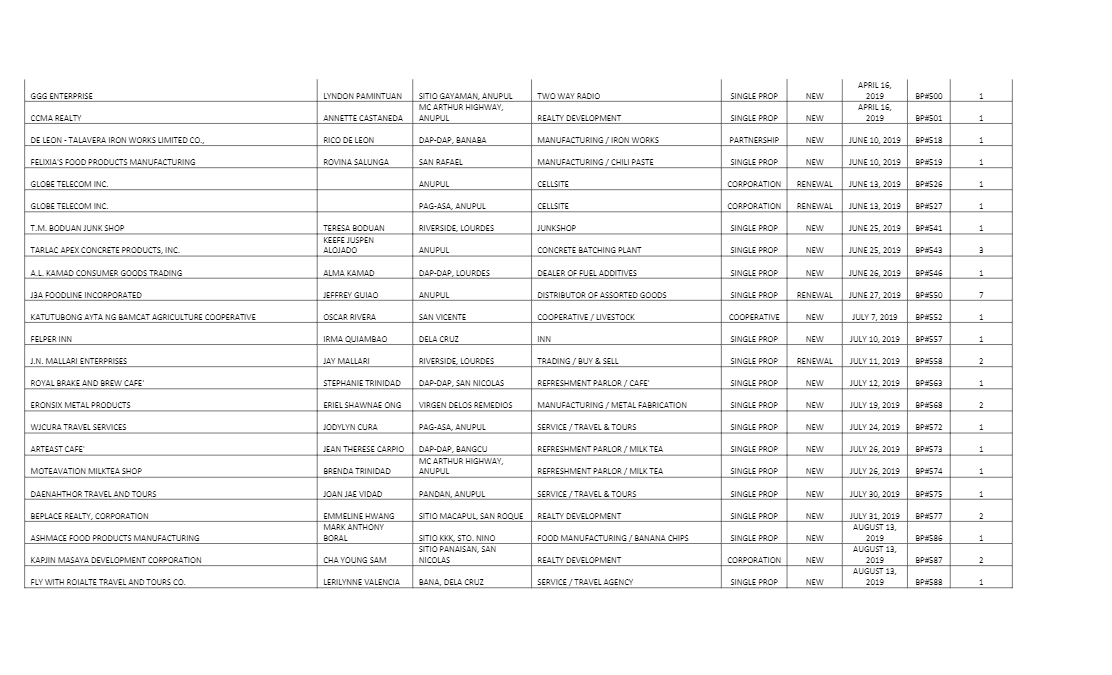 GGG ENTERPRISE LYNDON PAMINTUAN SITIO GAYAMAN, ANUPUL TWO WAY RADIO SINGLE PROP NEW APRIL 16, 2019 BP#500 1
CCMA REALTY ANNETTE CASTANEDA MC ARTHUR HIGHWAY, ANUPUL REALTY DEVELOPMENT SINGLE PROP NEW APRIL 16, 2019 BP#501 1
DE LEON - TALAVERA IRON WORKS LIMITED CO., RICO DE LEON DAP-DAP, BANABA MANUFACTURING / IRON WORKS PARTNERSHIP NEW JUNE 10, 2019 BP#518 1
FELIXIA'S FOOD PRODUCTS MANUFACTURING ROVINA SALUNGA SAN RAFAEL MANUFACTURING / CHILI PASTE SINGLE PROP NEW JUNE 10, 2019 BP#519 1
GLOBE TELECOM INC. ANUPUL CELLSITE CORPORATION RENEWAL JUNE 13, 2019 BP#526 1
GLOBE TELECOM INC. PAG-ASA, ANUPUL CELLSITE CORPORATION RENEWAL JUNE 13, 2019 BP#527 1
T.M. BODUAN JUNK SHOP TERESA BODUAN RIVERSIDE, LOURDES JUNKSHOP SINGLE PROP NEW JUNE 25, 2019 BP#541 1
TARLAC APEX CONCRETE PRODUCTS, INC. KEEFE JUSPEN ALOJADO ANUPUL CONCRETE BATCHING PLANT SINGLE PROP NEW JUNE 25, 2019 BP#543 3
A.L. KAMAD CONSUMER GOODS TRADING ALMA KAMAD DAP-DAP, LOURDES DEALER OF FUEL ADDITIVES SINGLE PROP NEW JUNE 26, 2019 BP#546 1
J3A FOODLINE INCORPORATED JEFFREY GUIAO ANUPUL DISTRIBUTOR OF ASSORTED GOODS SINGLE PROP RENEWAL JUNE 27, 2019 BP#550 7
KATUTUBONG AYTA NG BAMCAT AGRICULTURE COOPERATIVE OSCAR RIVERA SAN VICENTE COOPERATIVE / LIVESTOCK COOPERATIVE NEW JULY 7, 2019 BP#552 1
FELPER INN IRMA QUIAMBAO DELA CRUZ INN SINGLE PROP NEW JULY 10, 2019 BP#557 1
J.N. MALLARI ENTERPRISES JAY MALLARI RIVERSIDE, LOURDES TRADING / BUY & SELL SINGLE PROP RENEWAL JULY 11, 2019 BP#558 2
ROYAL BRAKE AND BREW CAFE' STEPHANIE TRINIDAD DAP-DAP, SAN NICOLAS REFRESHMENT PARLOR / CAFE' SINGLE PROP NEW JULY 12, 2019 BP#563 1
ERONSIX METAL PRODUCTS ERIEL SHAWNAE ONG VIRGEN DELOS REMEDIOS MANUFACTURING / METAL FABRICATION SINGLE PROP NEW JULY 19, 2019 BP#568 2
WJCURA TRAVEL SERVICES JODYLYN CURA PAG-ASA, ANUPUL SERVICE / TRAVEL & TOURS SINGLE PROP NEW JULY 24, 2019 BP#572 1
ARTEAST CAFE' JEAN THERESE CARPIO DAP-DAP, BANGCU REFRESHMENT PARLOR / MILK TEA SINGLE PROP NEW JULY 26, 2019 BP#573 1
MOTEAVATION MILKTEA SHOP BRENDA TRINIDAD MC ARTHUR HIGHWAY, ANUPUL REFRESHMENT PARLOR / MILK TEA SINGLE PROP NEW JULY 26, 2019 BP#574 1
DAENAHTHOR TRAVEL AND TOURS JOAN JAE VIDAD PANDAN, ANUPUL SERVICE / TRAVEL & TOURS SINGLE PROP NEW JULY 30, 2019 BP#575 1
BEPLACE REALTY, CORPORATION EMMELINE HWANG SITIO MACAPUL, SAN ROQUE REALTY DEVELOPMENT SINGLE PROP NEW JULY 31, 2019 BP#577 2
ASHMACE FOOD PRODUCTS MANUFACTURING MARK ANTHONY BORAL SITIO KKK, STO. NINO FOOD MANUFACTURING / BANANA CHIPS SINGLE PROP NEW AUGUST 13, 2019 BP#586 1
KAPJIN MASAYA DEVELOPMENT CORPORATION CHA YOUNG SAM SITIO PANAISAN, SAN NICOLAS REALTY DEVELOPMENT CORPORATION NEW AUGUST 13, 2019 BP#587 2
FLY WITH ROIALTE TRAVEL AND TOURS CO. LERILYNNE VALENCIA BANA, DELA CRUZ SERVICE / TRAVEL AGENCY SINGLE PROP NEW AUGUST 13, 2019 BP#588 1